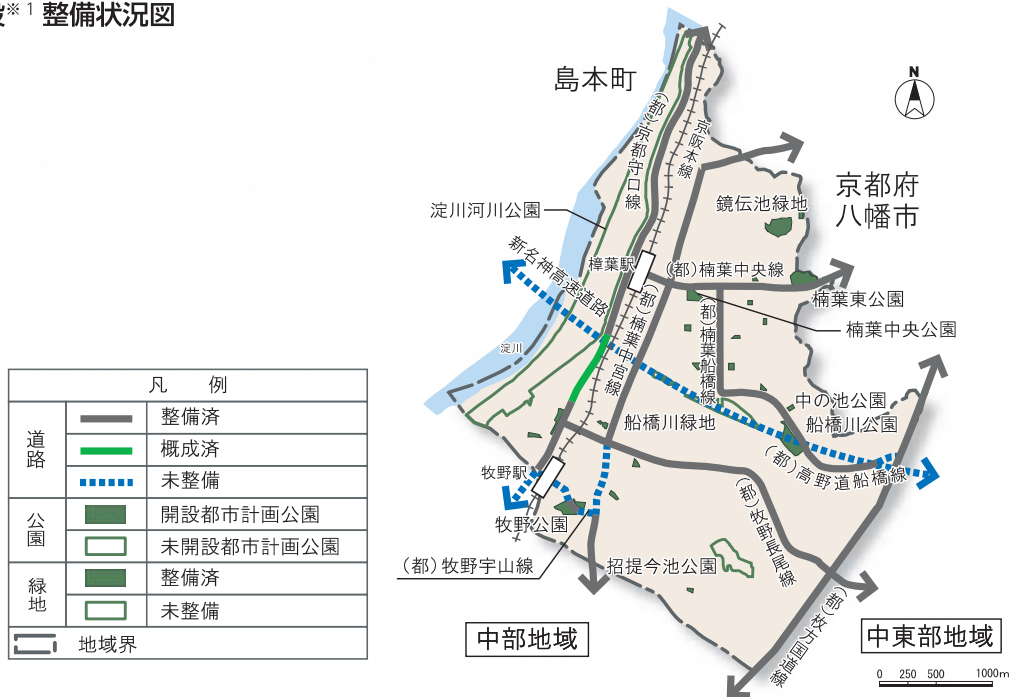 ※1 整備状況図
島本町
N
京都府
八幡市
(都)京都守口線
京阪本線
鏡伝池緑地
淀川河川公園
新名神高速道路
樟葉駅
(都)楠葉中央線
楠葉東公園
(都)楠葉中宮線
(都)楠葉船橋線
楠葉中央公園
淀川
中の池公園
船橋川緑地
船橋川公園
(都)高野道船橋線
牧野駅
(都)牧野長尾線
牧野公園
(都)牧野宇山線
招提今池公園
(都)枚方国道線
中部地域
中東部地域
0 250 500 1000m
凡 例
道路
整備済
概成済
未整備
公園
開設都市計画公園
未開設都市計画公園
緑地
整備済
未整備
地域界